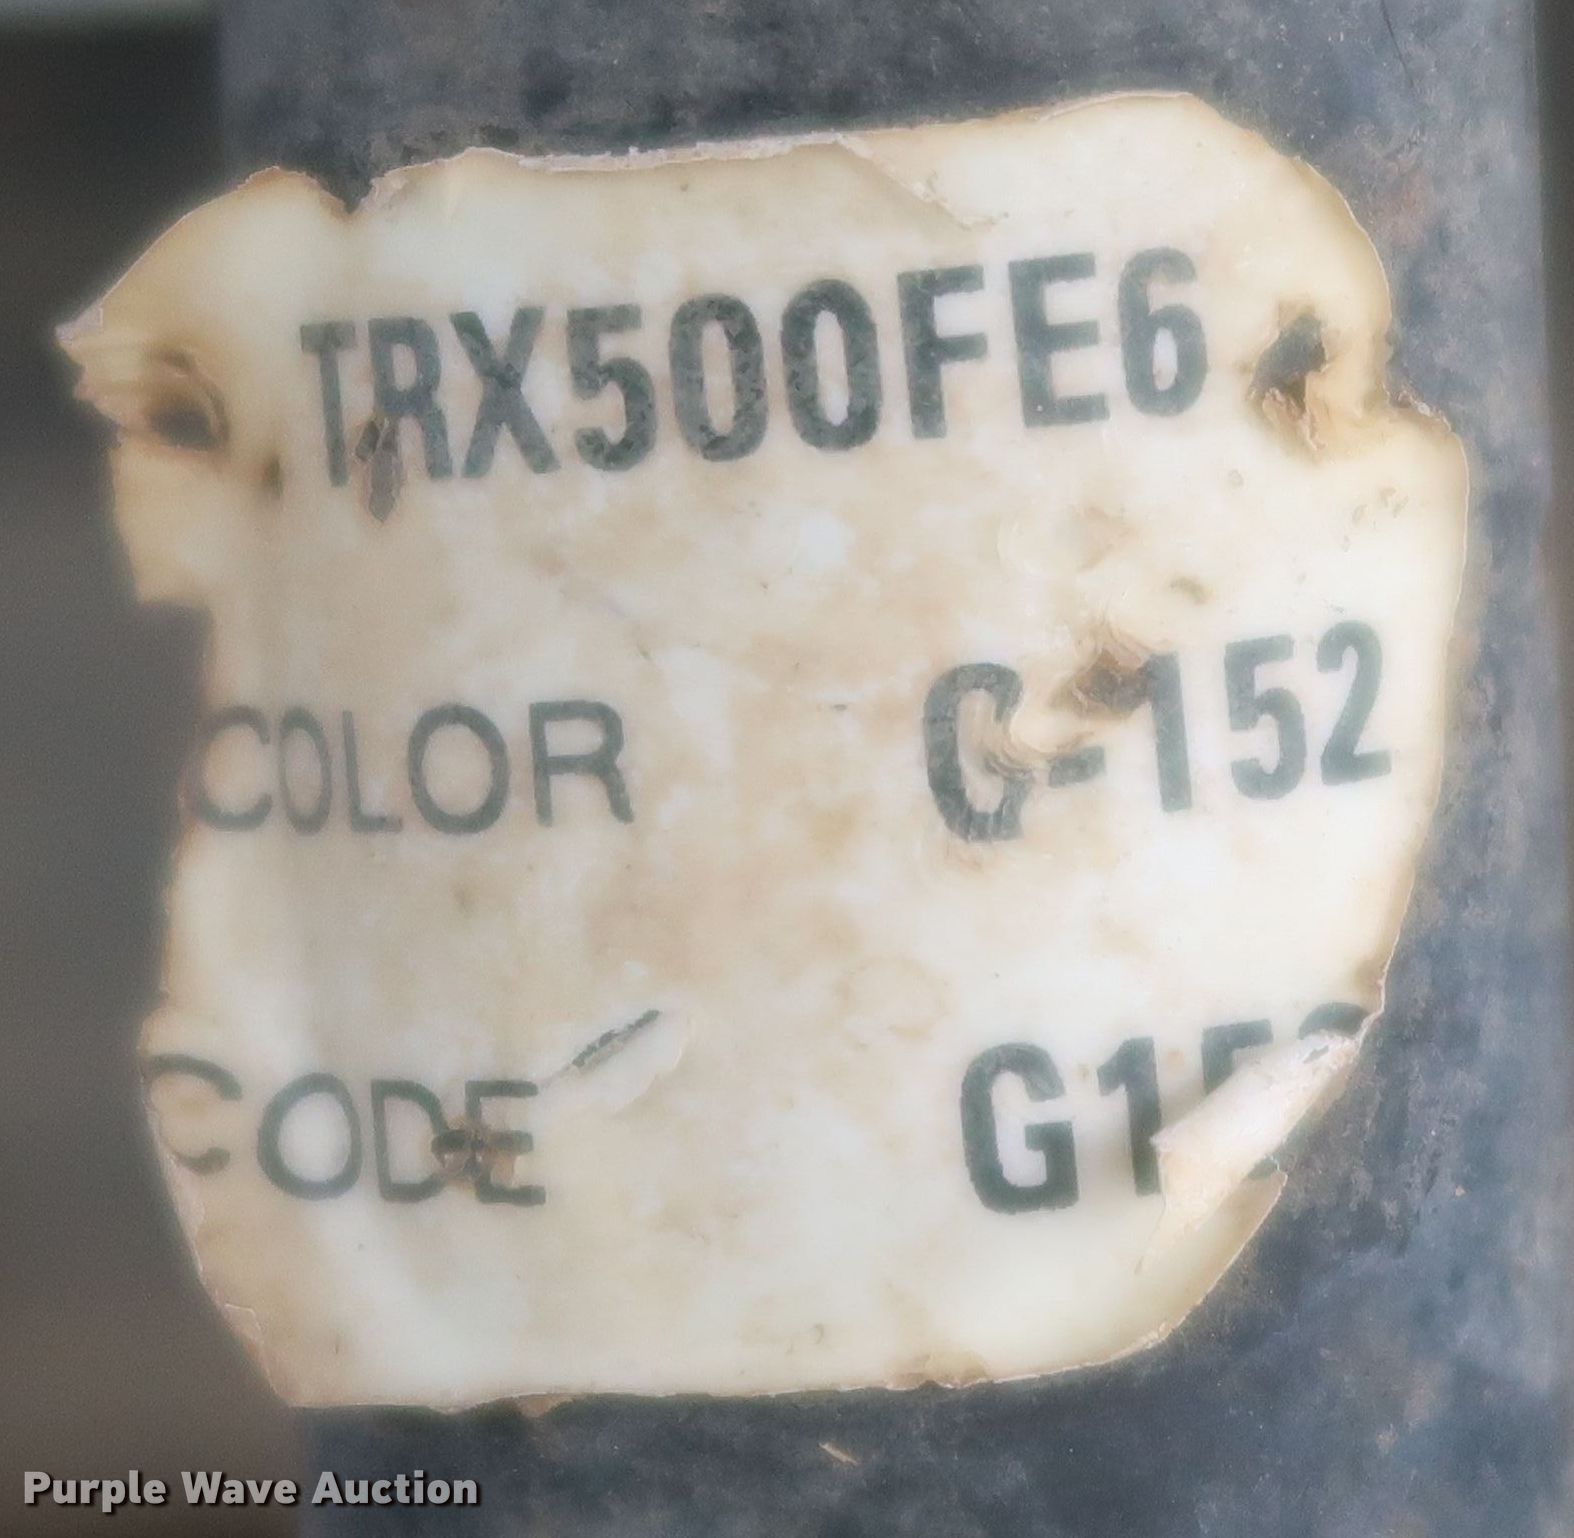 TRX500FE6
COLOR G-152
CODE
Purple Wave Auction